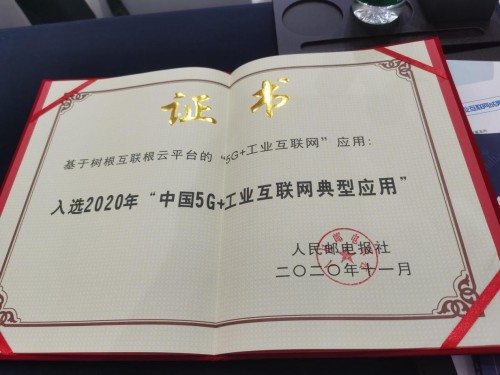 证书
基于树根互联根云平台的“5G+工业互联网”应用：
入选2020年“中国5G+工业互联网典型应用”
人民邮电报社
二〇二〇年十一月